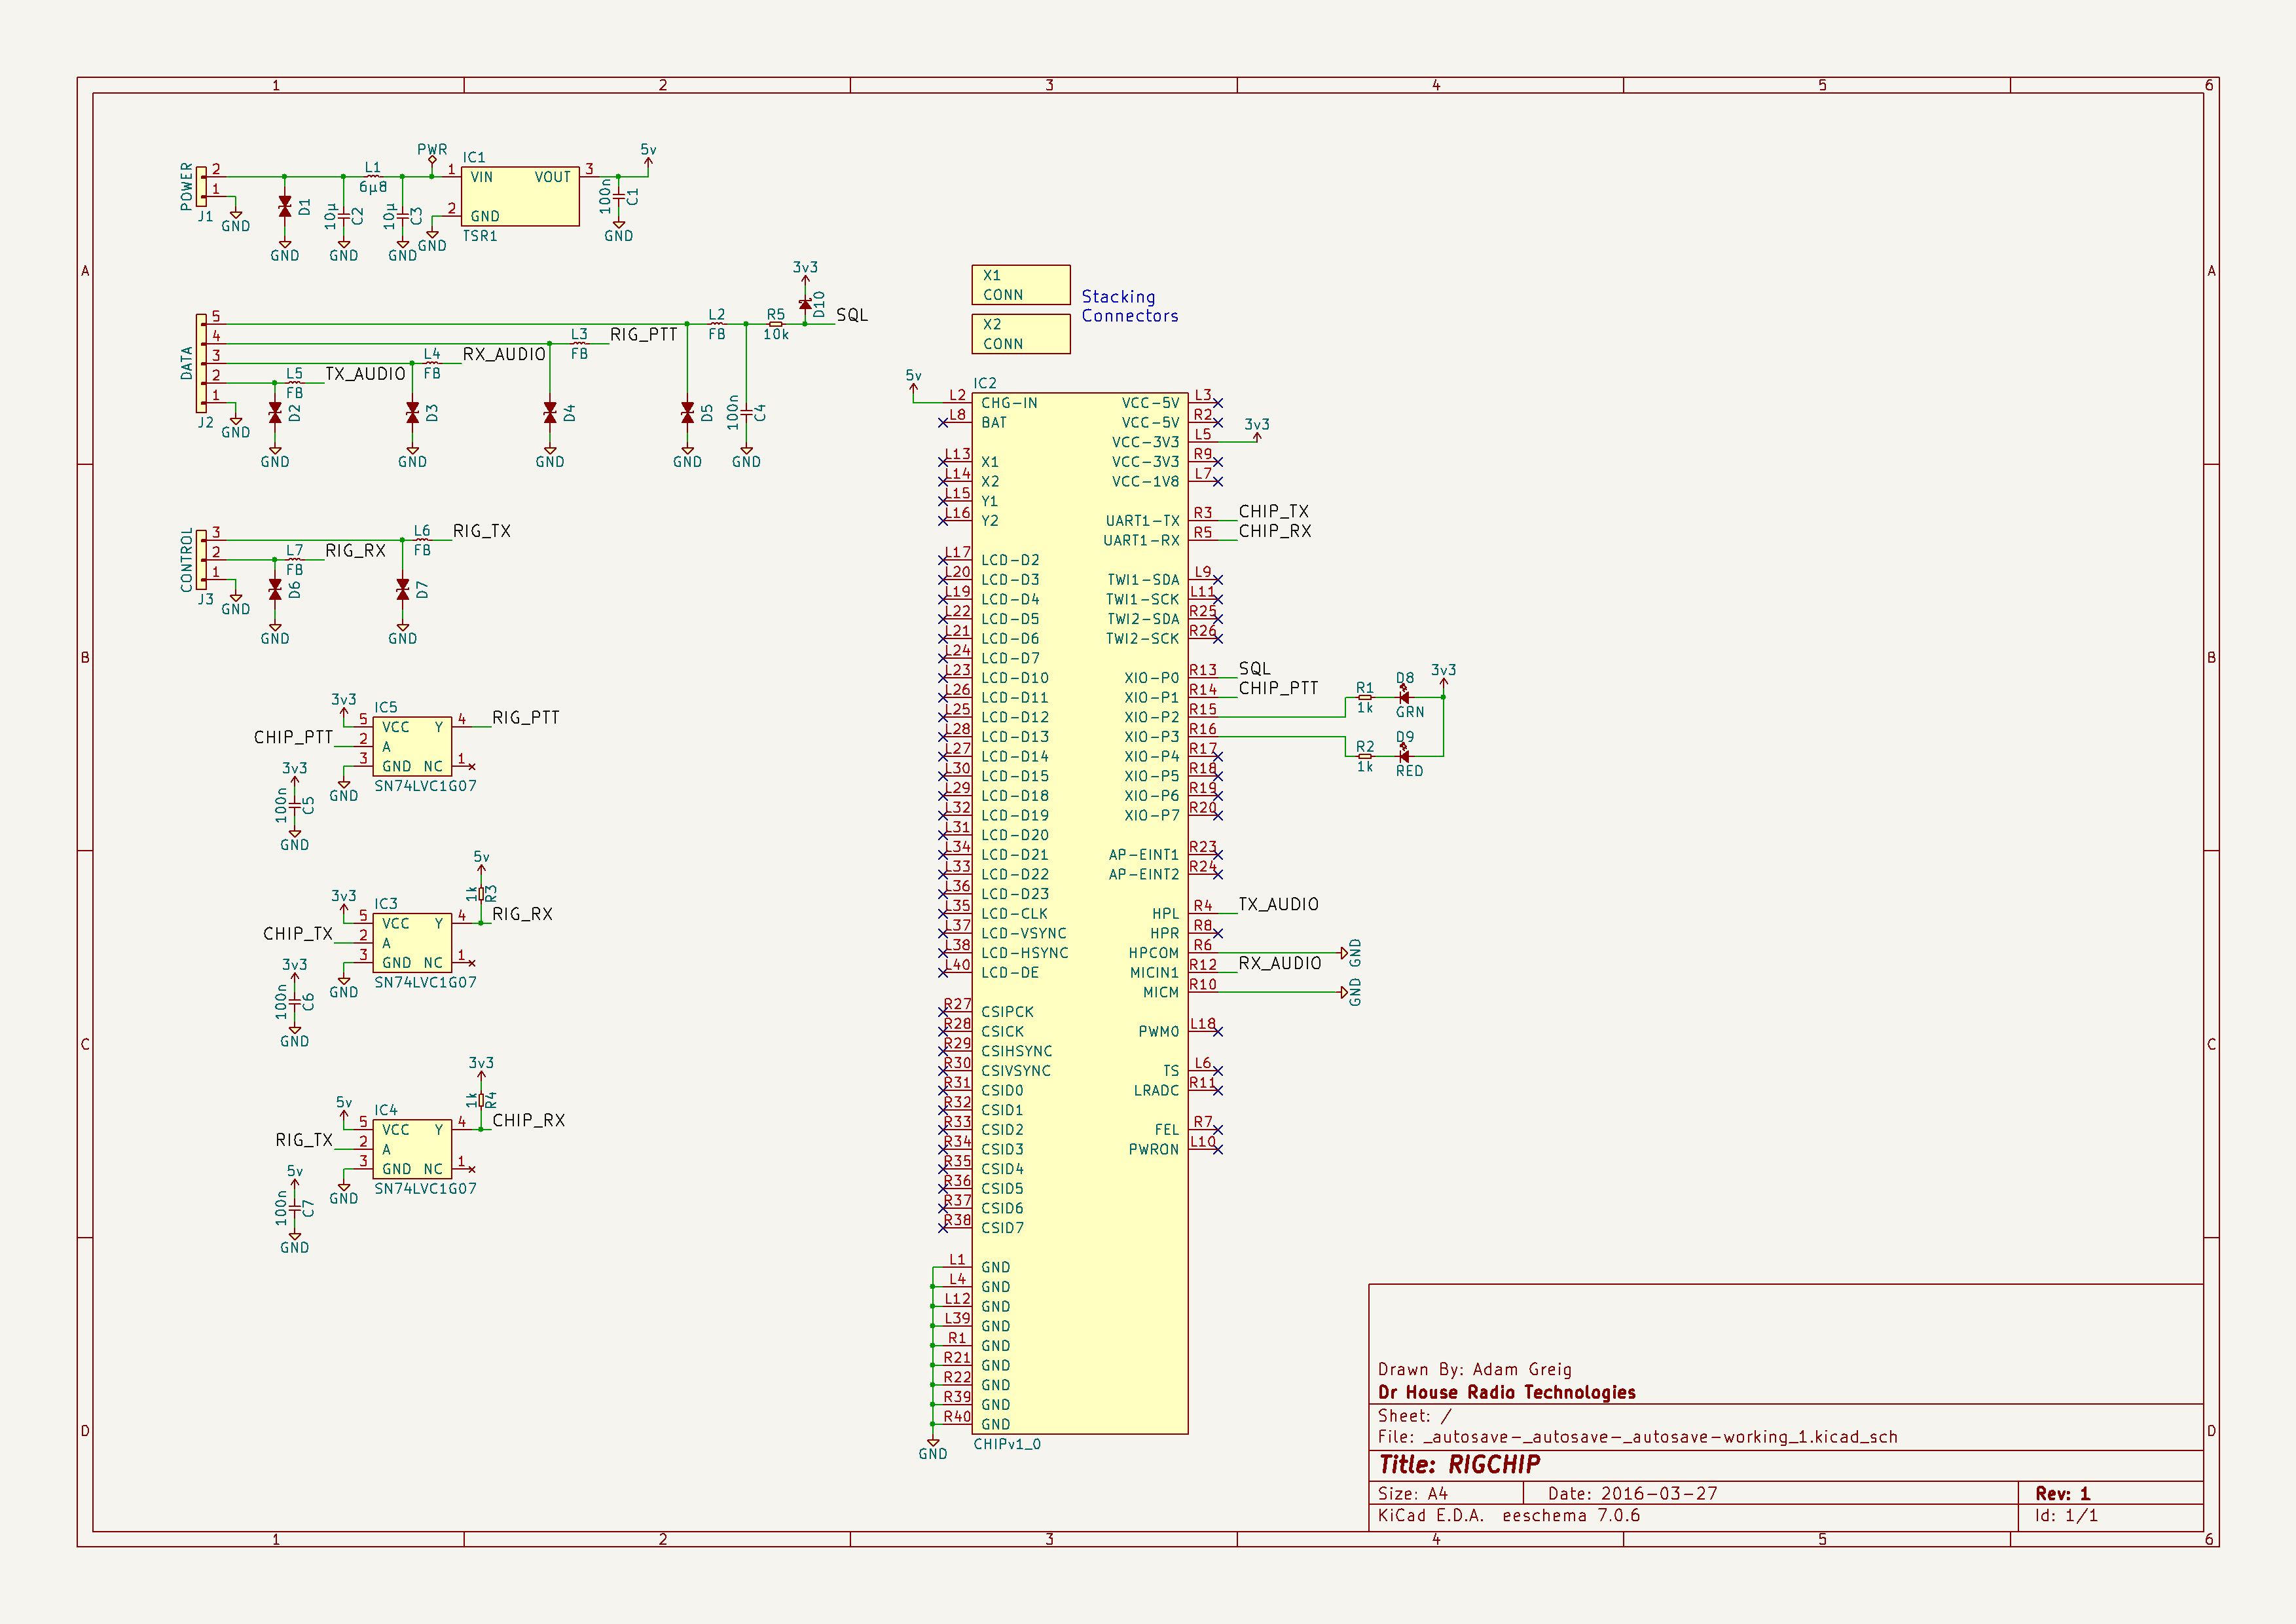 1 2 3 4 5 6
A A
B B
C C
D D
POWER
2
1
J1
GND
D1
GND
10µ
C2
GND
L1
6µ8
10µ
C3
GND
PWR
IC1
1 VIN VOUT 3
2 GND
TSR1
GND
5v
100n
C1
GND
DATA
5
4
3
2
1
J2
GND
L5
FB
TX_AUDIO
D2
GND
L4
FB
RX_AUDIO
D3
GND
L3
FB
RIG_PTT
D4
GND
L2
FB
D5
GND
100n
C4
GND
R5
10k
3v3
D10
SQL
CONTROL
3
2
1
J3
GND
L7
FB
RIG_RX
D6
GND
L6
FB
RIG_TX
D7
GND
3v3
IC5
5 VCC Y 4
RIG_PTT
CHIP_PTT
2 A
3 GND NC 1
SN74LVC1G07
GND
3v3
100n
C5
GND
5v
1k
R3
3v3
IC3
5 VCC Y 4
RIG_RX
CHIP_TX
2 A
3 GND NC 1
SN74LVC1G07
GND
3v3
100n
C6
GND
3v3
1k
R4
5v
IC4
5 VCC Y 4
CHIP_RX
RIG_TX
2 A
3 GND NC 1
SN74LVC1G07
GND
5v
100n
C7
GND
X1
CONN
X2
CONN
Stacking
Connectors
5v
IC2
L2 CHG-IN
L8 BAT
L13 X1
L14 X2
L15 Y1
L16 Y2
L17 LCD-D2
L20 LCD-D3
L19 LCD-D4
L22 LCD-D5
L21 LCD-D6
L24 LCD-D7
L23 LCD-D10
L26 LCD-D11
L25 LCD-D12
L28 LCD-D13
L27 LCD-D14
L30 LCD-D15
L29 LCD-D18
L32 LCD-D19
L31 LCD-D20
L34 LCD-D21
L33 LCD-D22
L36 LCD-D23
L35 LCD-CLK
L37 LCD-VSYNC
L38 LCD-HSYNC
L40 LCD-DE
R27 CSIPCK
R28 CSICK
R29 CSIHSYNC
R30 CSIVSYNC
R31 CSID0
R32 CSID1
R33 CSID2
R34 CSID3
R35 CSID4
R36 CSID5
R37 CSID6
R38 CSID7
L1 GND
L4 GND
L12 GND
L39 GND
R1 GND
R21 GND
R22 GND
R39 GND
R40 GND
GND
CHIPv1_0
VCC-5V L3
VCC-5V R2
VCC-3V3 L5
3v3
VCC-3V3 R9
VCC-1V8 L7
UART1-TX R3 CHIP_TX
UART1-RX R5 CHIP_RX
TWI1-SDA L9
TWI1-SCK L11
TWI2-SDA R25
TWI2-SCK R26
XIO-P0 R13 SQL
XIO-P1 R14 CHIP_PTT
XIO-P2 R15
XIO-P3 R16
XIO-P4 R17
XIO-P5 R18
XIO-P6 R19
XIO-P7 R20
AP-EINT1 R23
AP-EINT2 R24
HPL R4 TX_AUDIO
HPR R8
HPCOM R6 GND
MICIN1 R12 RX_AUDIO
MICM R10 GND
PWM0 L18
TS L6
LRADC R11
FEL R7
PWRON L10
R1
1k
D8
GRN
3v3
R2
1k
D9
RED
Drawn By: Adam Greig
Dr House Radio Technologies
Sheet: /
File: _autosave-_autosave-_autosave-working_1.kicad_sch
Title: RIGCHIP
Size: A4 Date: 2016-03-27 Rev: 1
KiCad E.D.A. eeschema 7.0.6 Id: 1/1
1 2 3 4 5 6